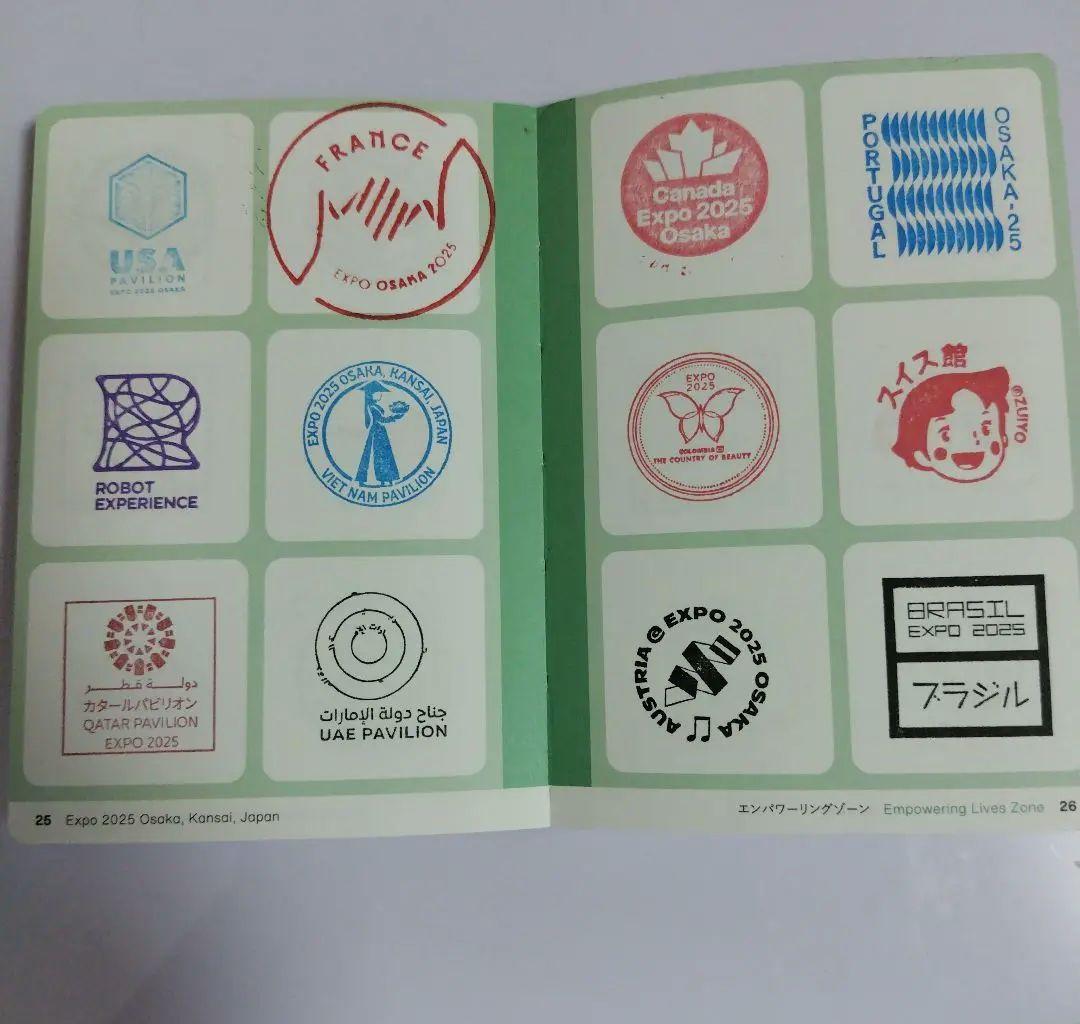 USA
PAVILION
EXPO 2025 OSAKA
FRANCE
EXPO OSAKA 2025
ROBOT
EXPERIENCE
EXPO 2025 OSAKA, KANSAI, JAPAN
VIET NAM PAVILION
دولـــة قـطــر
カタールパビリオン
QATAR PAVILION
EXPO 2025
جناح دولة الإمارات
UAE PAVILION
25 Expo 2025 Osaka, Kansai, Japan
Canada
Expo 2025
Osaka
PORTUGAL
OSAKA'25
EXPO
2025
COLOMBIA
THE COUNTRY OF BEAUTY
スイス館
@ZUIYO
AUSTRIA@EXPO 2025 OSAKA
BRASIL
EXPO 2025
ブラジル
エンパワーリングゾーン Empowering Lives Zone 26